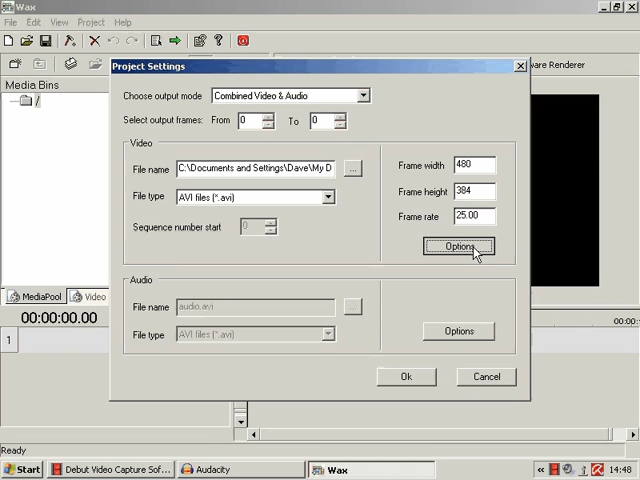 Wax
File Edit View Project Help
Project Settings
ware Renderer
Media Bins
/
Choose output mode Combined Video & Audio
Select output frames: From 0 To 0
Video
File name C:\Documents and Settings\Dave\My D ...
File type AVI files (*.avi)
Sequence number start 0
Frame width 480
Frame height 384
Frame rate 25.00
Options
Audio
File name audio.avi ...
File type AVI files (*.avi)
Options
Ok Cancel
MediaPool Video
00:00:00.00
00:00:
1
Ready
Start Debut Video Capture Sof... Audacity Wax « 14:48